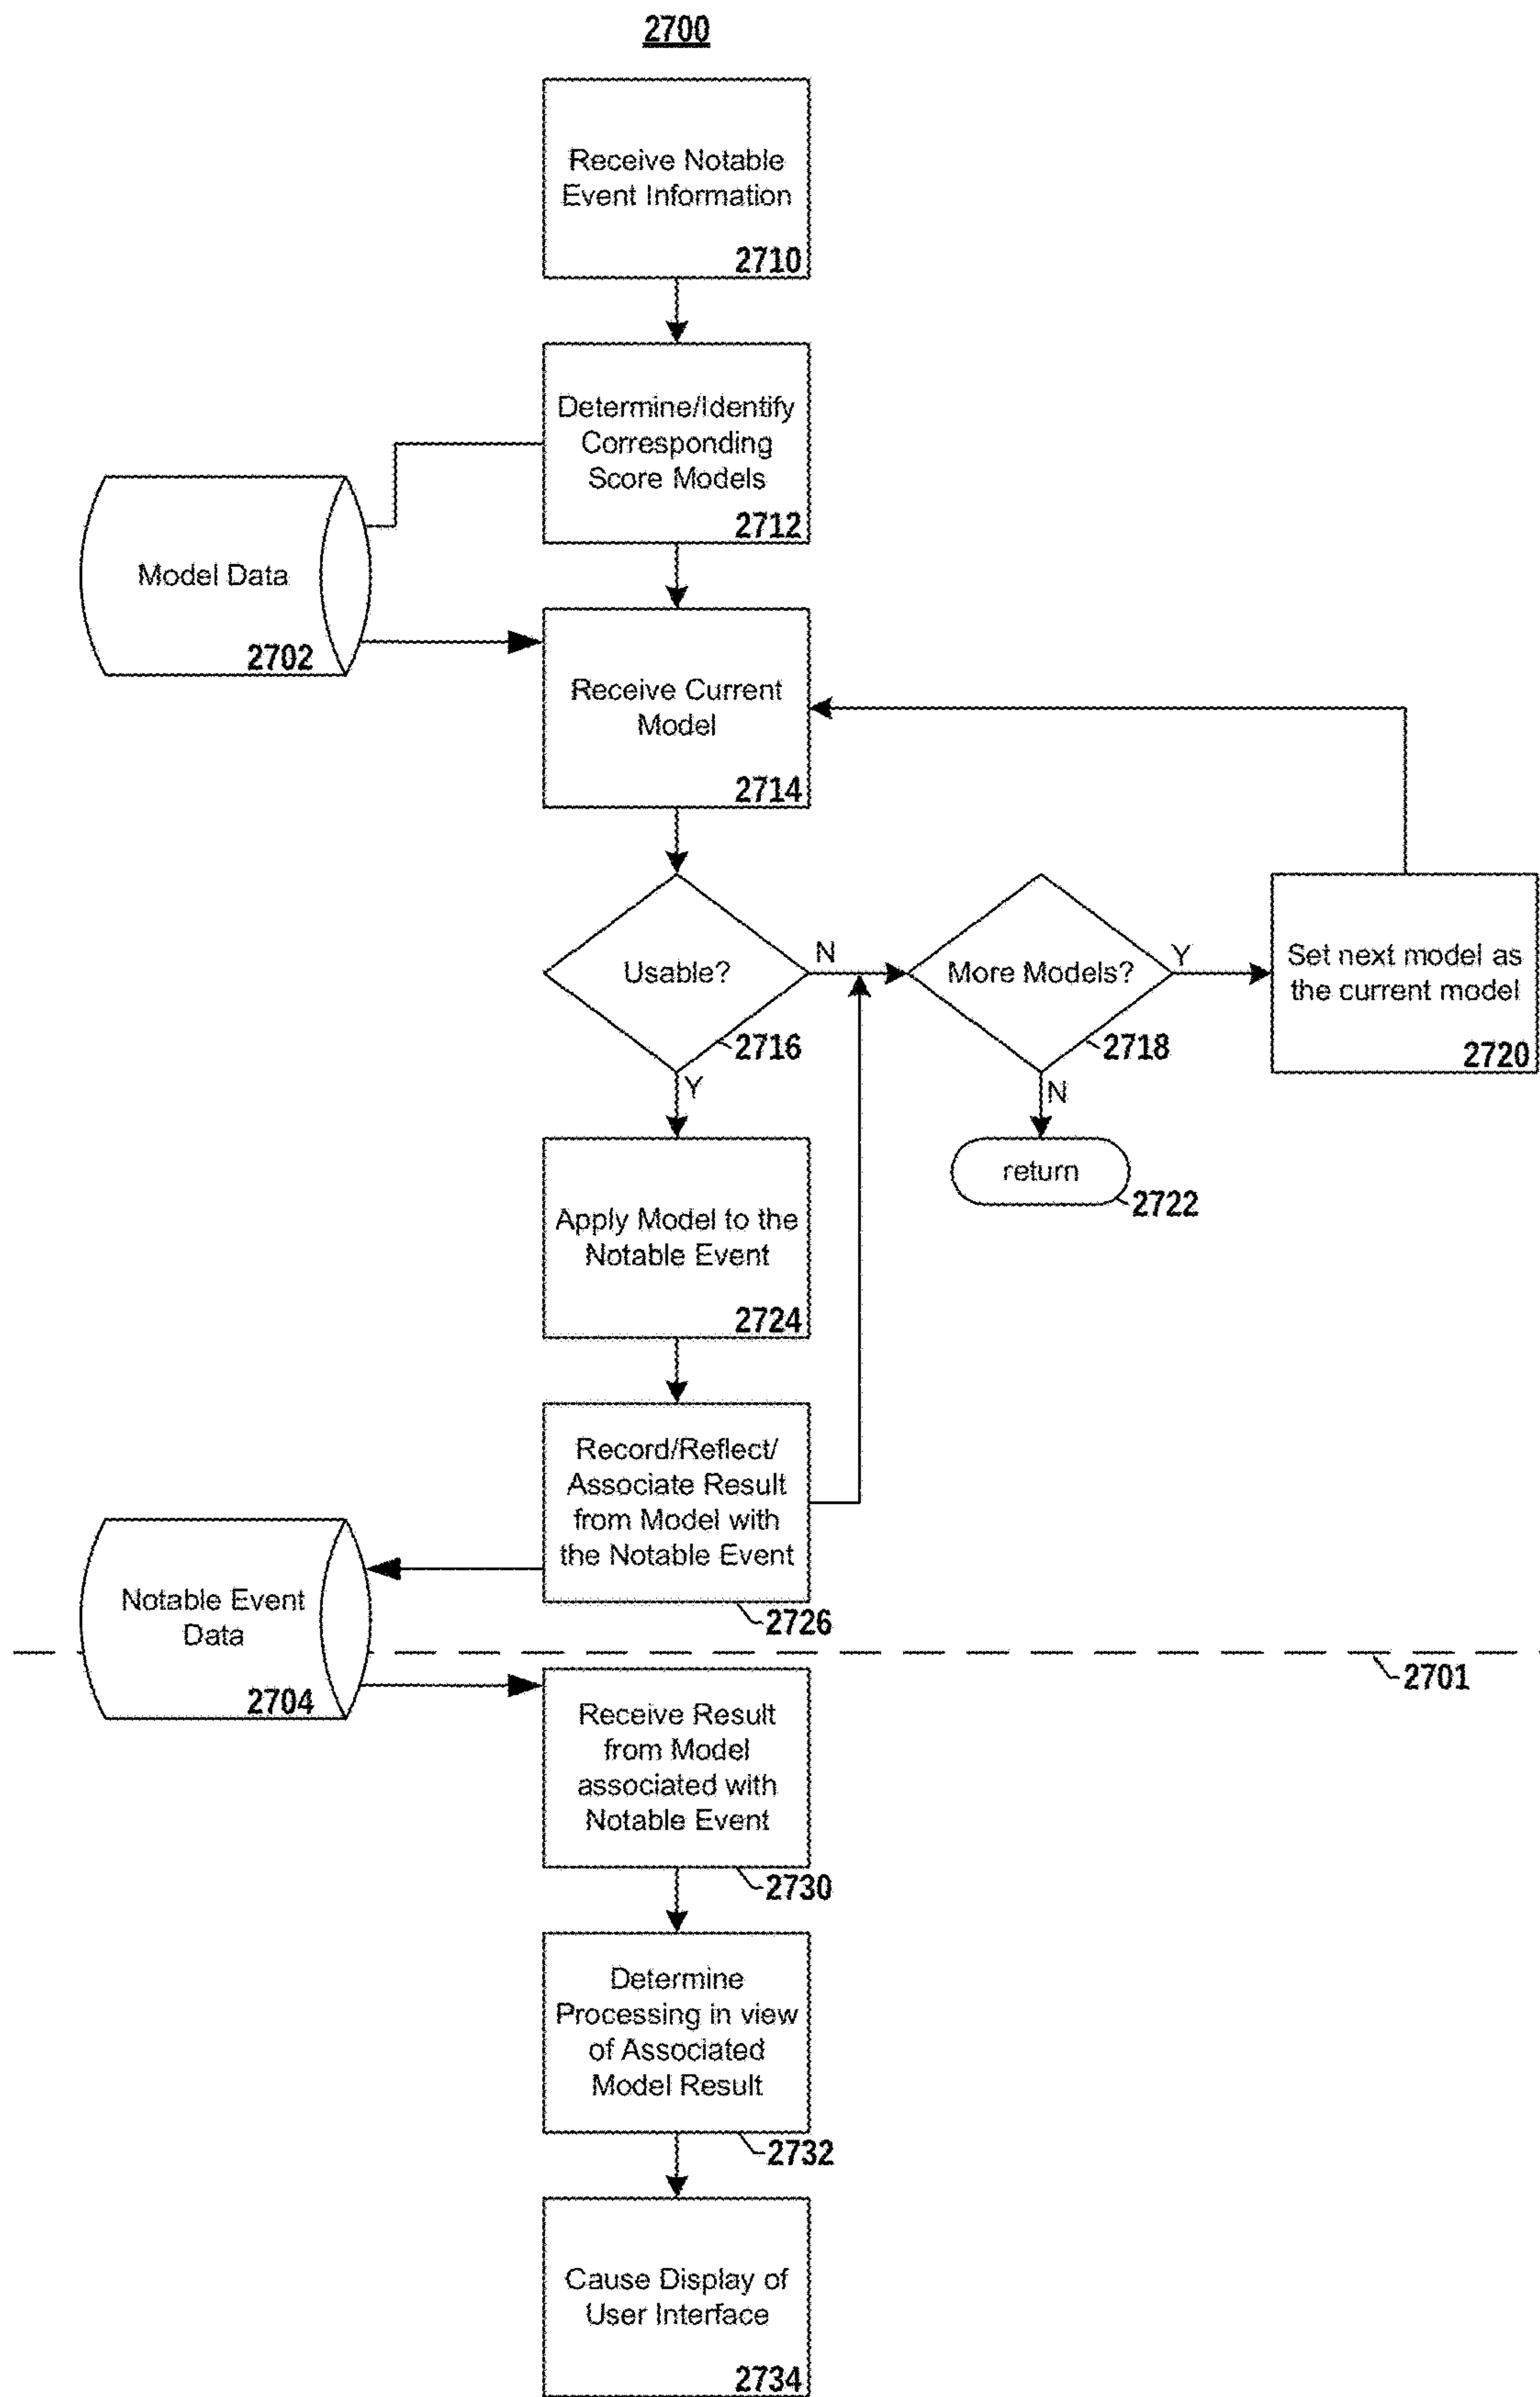 2700
Receive Notable
Event Information
2710
Determine/Identify
Corresponding
Score Models
2712
Model Data
2702
Receive Current
Model
2714
Usable?
N
2716
Y
More Models?
Y
2718
N
Set next model as
the current model
2720
return
2722
Apply Model to the
Notable Event
2724
Record/Reflect/
Associate Result
from Model with
the Notable Event
2726
Notable Event
Data
2704
2701
Receive Result
from Model
associated with
Notable Event
2730
Determine
Processing in view
of Associated
Model Result
2732
Cause Display of
User Interface
2734